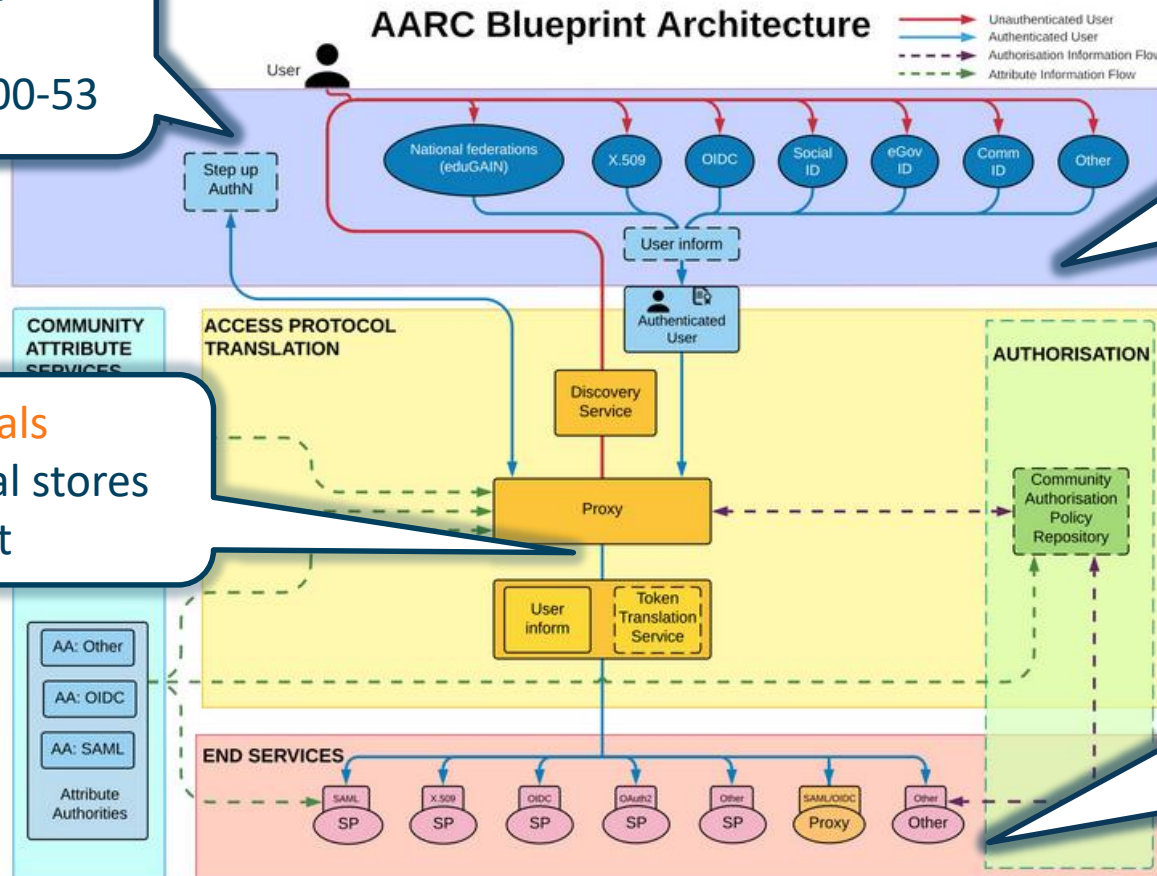 AARC Blueprint Architecture
Unauthenticated User
Authenticated User
Authorisation Information Flow
Attribute Information Flow
User
00-53
Step up
AuthN
National federations
(eduGAIN)
X.509
OIDC
Social
ID
eGov
ID
Comm
ID
Other
User inform
Authenticated
User
COMMUNITY
ATTRIBUTE
SERVICES
ACCESS PROTOCOL
TRANSLATION
AUTHORISATION
Discovery
Service
als
al stores
t
Proxy
Community
Authorisation
Policy
Repository
User
inform
Token
Translation
Service
AA: Other
AA: OIDC
AA: SAML
Attribute
Authorities
END SERVICES
SAML
SP
X.509
SP
OIDC
SP
OAuth2
SP
Other
SP
SAML/OIDC
Proxy
Other
Other